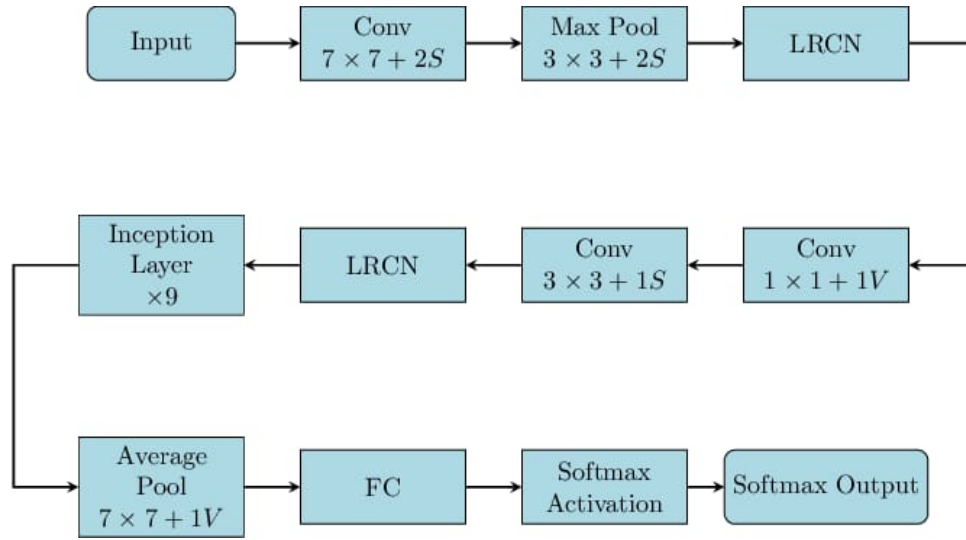 Input
Conv
7 × 7 + 2S
Max Pool
3 × 3 + 2S
LRCN
Conv
1 × 1 + 1V
Conv
3 × 3 + 1S
LRCN
Inception
Layer
×9
Average
Pool
7 × 7 + 1V
FC
Softmax
Activation
Softmax Output